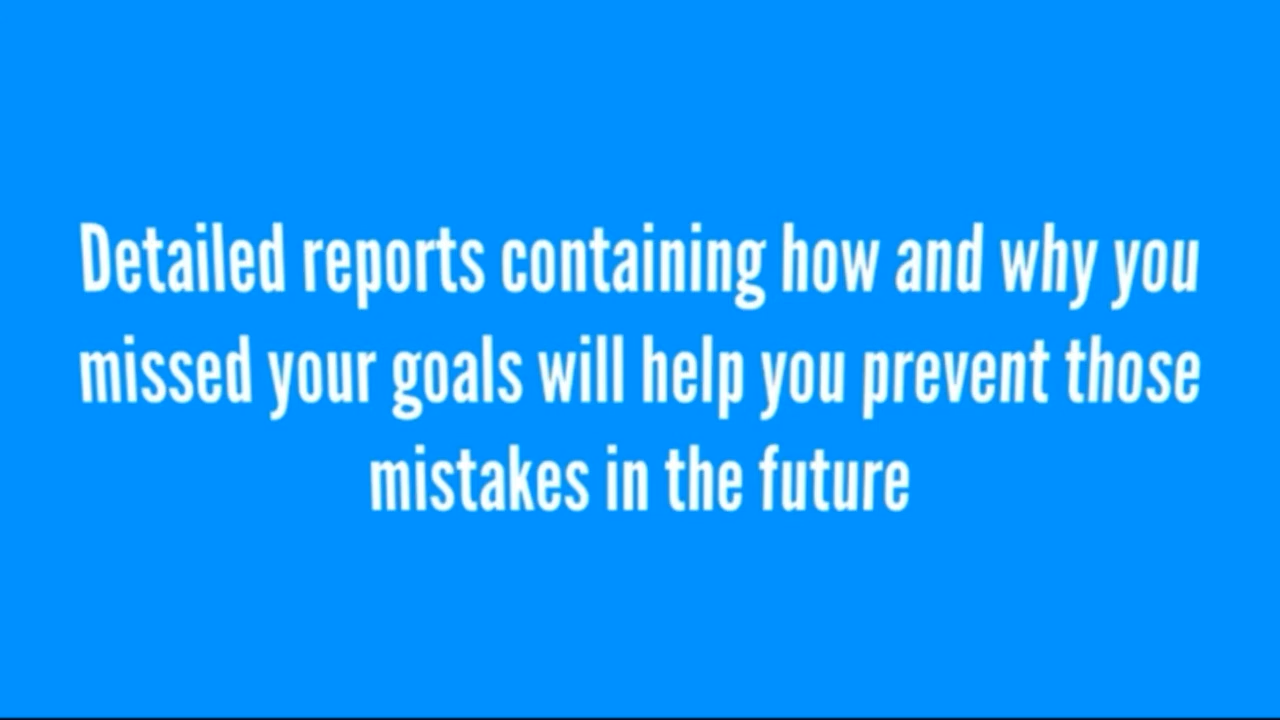 Detailed reports containing how and why you
missed your goals will help you prevent those
mistakes in the future